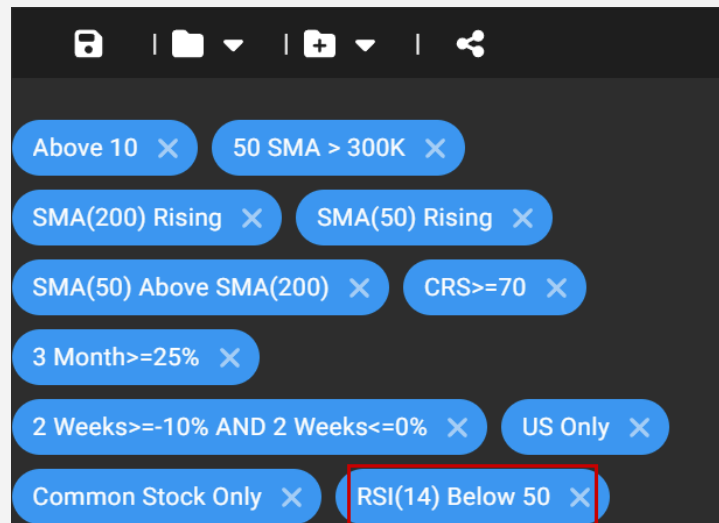 Above 10 50 SMA > 300K
SMA(200) Rising SMA(50) Rising
SMA(50) Above SMA(200) CRS>=70
3 Month>=25%
2 Weeks>=-10% AND 2 Weeks<=0% US Only
Common Stock Only RSI(14) Below 50